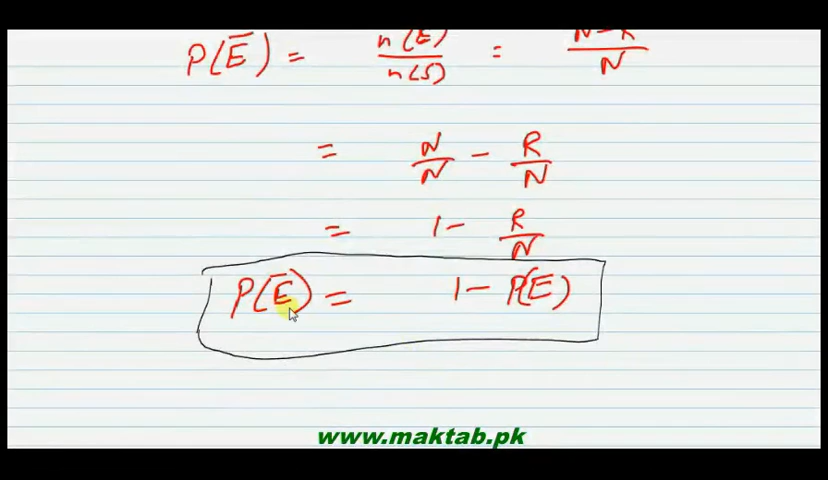 P(Ē) = n(Ē)/n(S) = N-R/N
= N/N - R/N
= 1 - R/N
P(Ē) = 1 - P(E)
www.maktab.pk